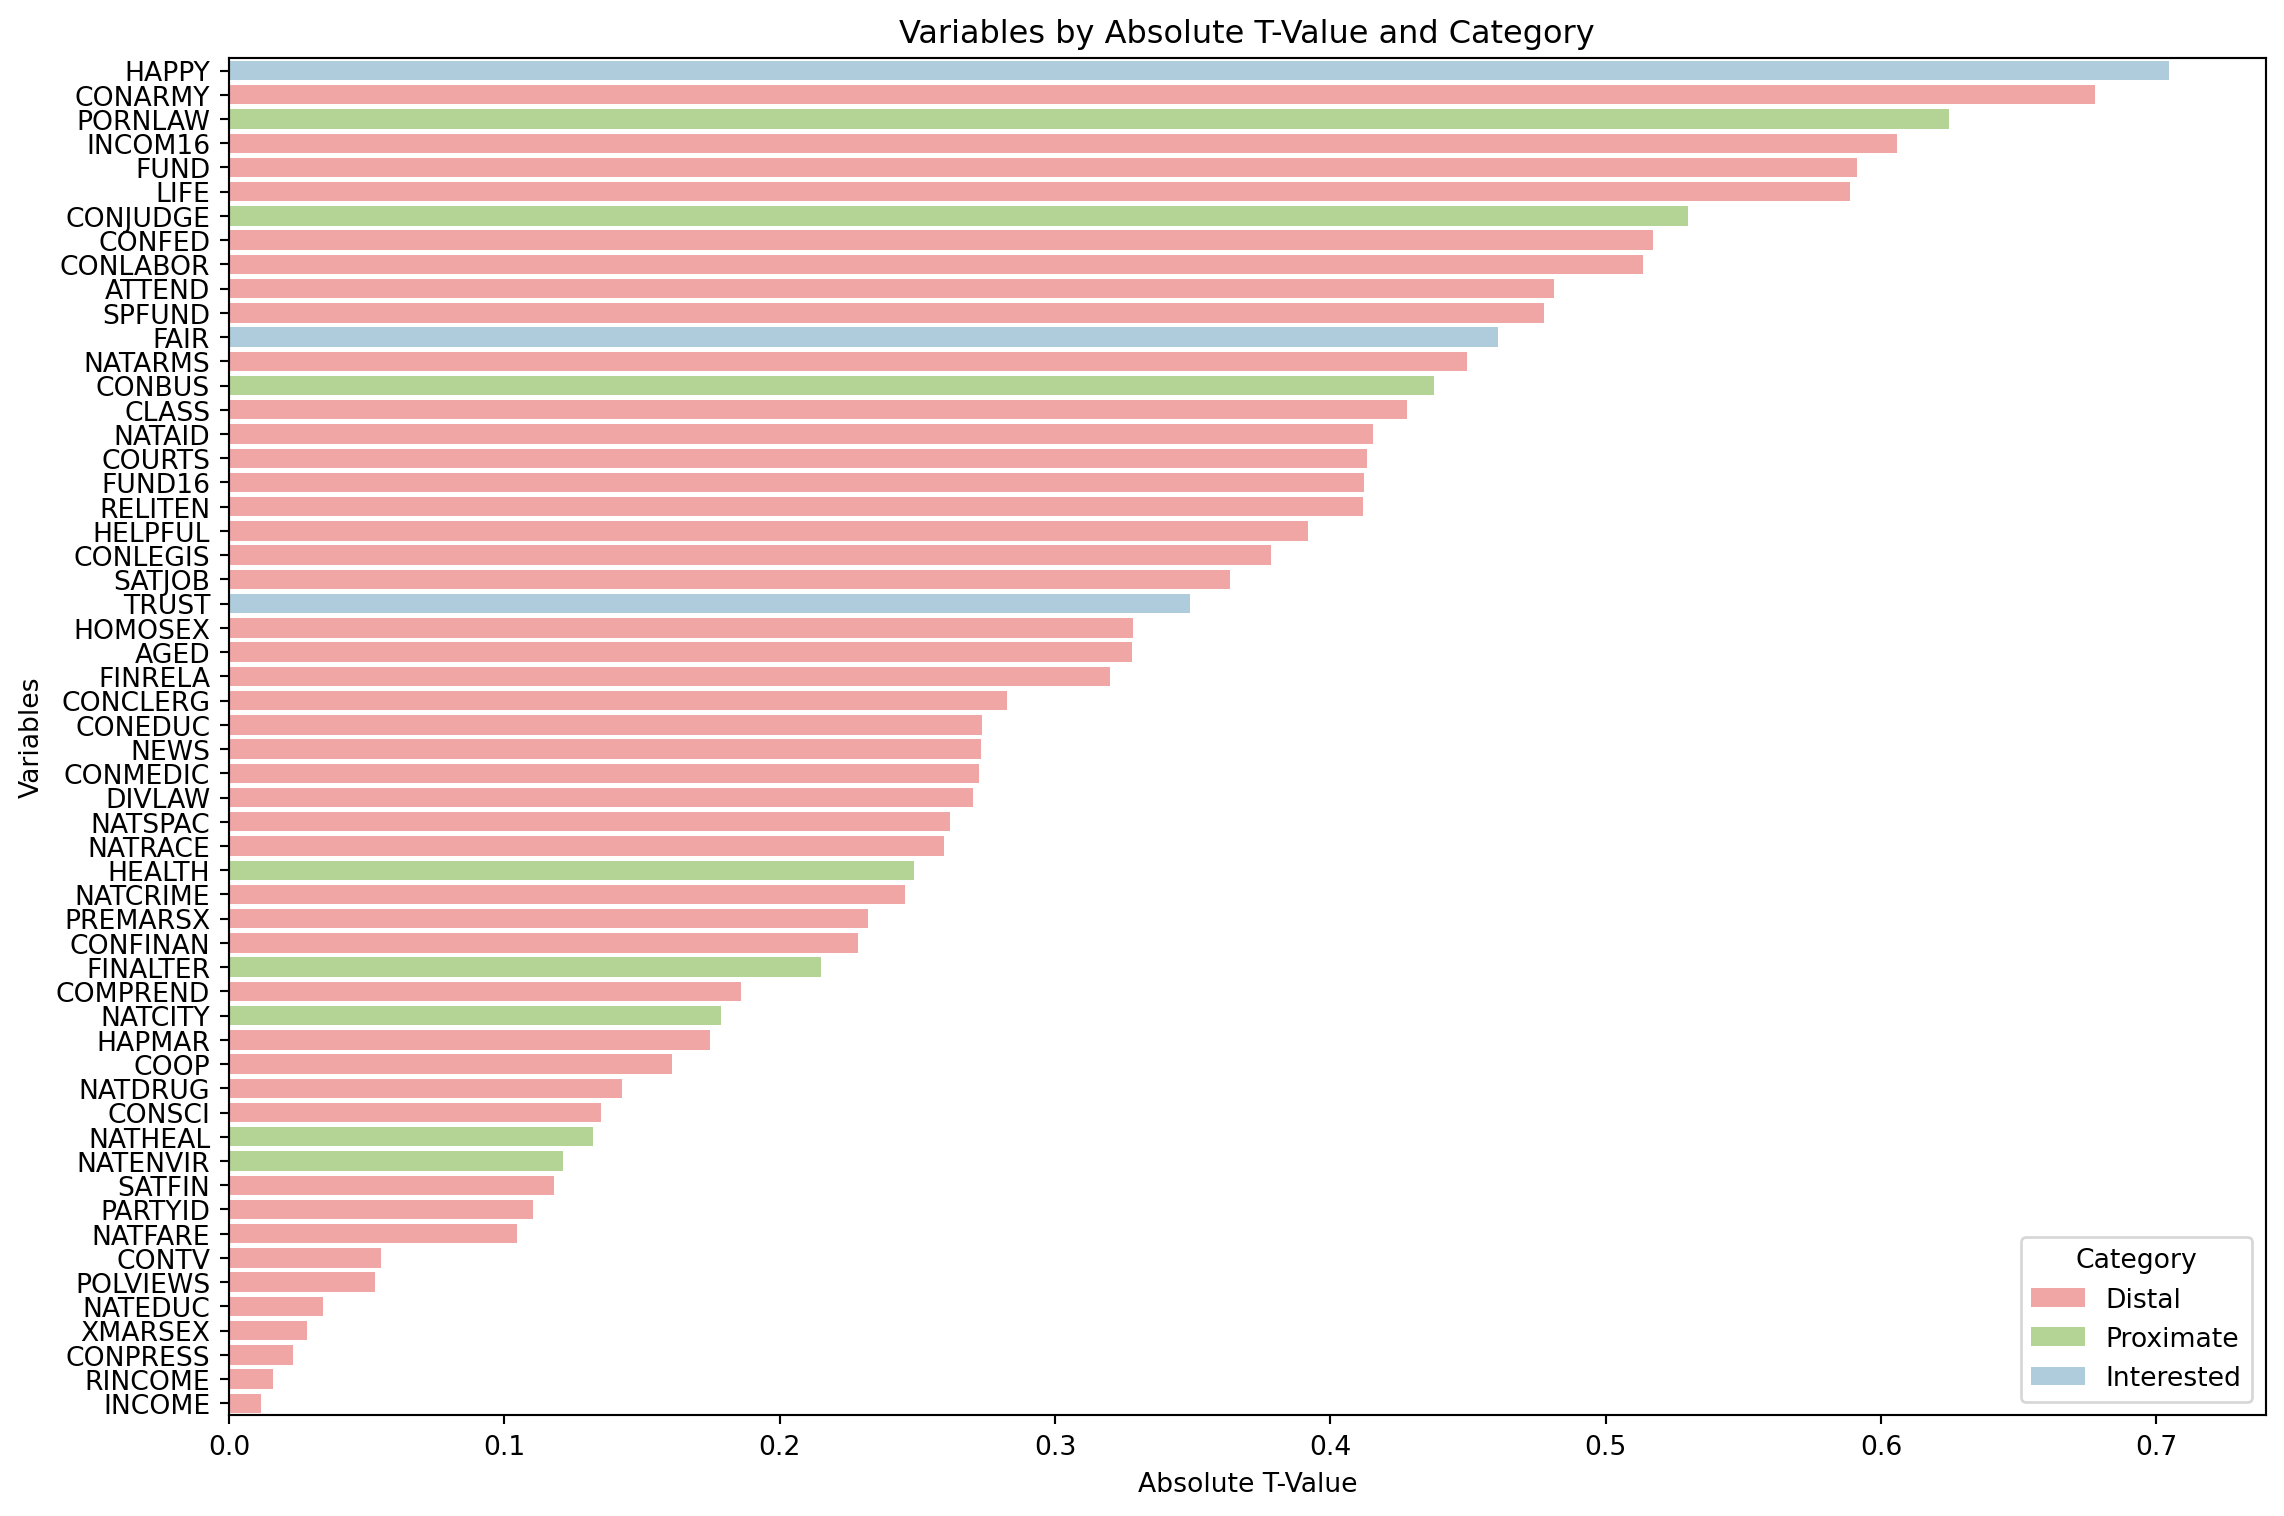 Variables by Absolute T-Value and Category
HAPPY
CONARMY
PORNLAW
INCOM16
FUND
LIFE
CONJUDGE
CONFED
CONLABOR
ATTEND
SPFUND
FAIR
NATARMS
CONBUS
CLASS
NATAID
COURTS
FUND16
RELITEN
HELPFUL
CONLEGIS
SATJOB
TRUST
HOMOSEX
AGED
FINRELA
CONCLERG
CONEDUC
NEWS
CONMEDIC
DIVLAW
NATSPAC
NATRACE
HEALTH
NATCRIME
PREMARSX
CONFINAN
FINALTER
COMPREND
NATCITY
HAPMAR
COOP
NATDRUG
CONSCI
NATHEAL
NATENVIR
SATFIN
PARTYID
NATFARE
CONTV
POLVIEWS
NATEDUC
XMARSEX
CONPRESS
RINCOME
INCOME
Variables
Category
Distal
Proximate
Interested
0.0 0.1 0.2 0.3 0.4 0.5 0.6 0.7
Absolute T-Value